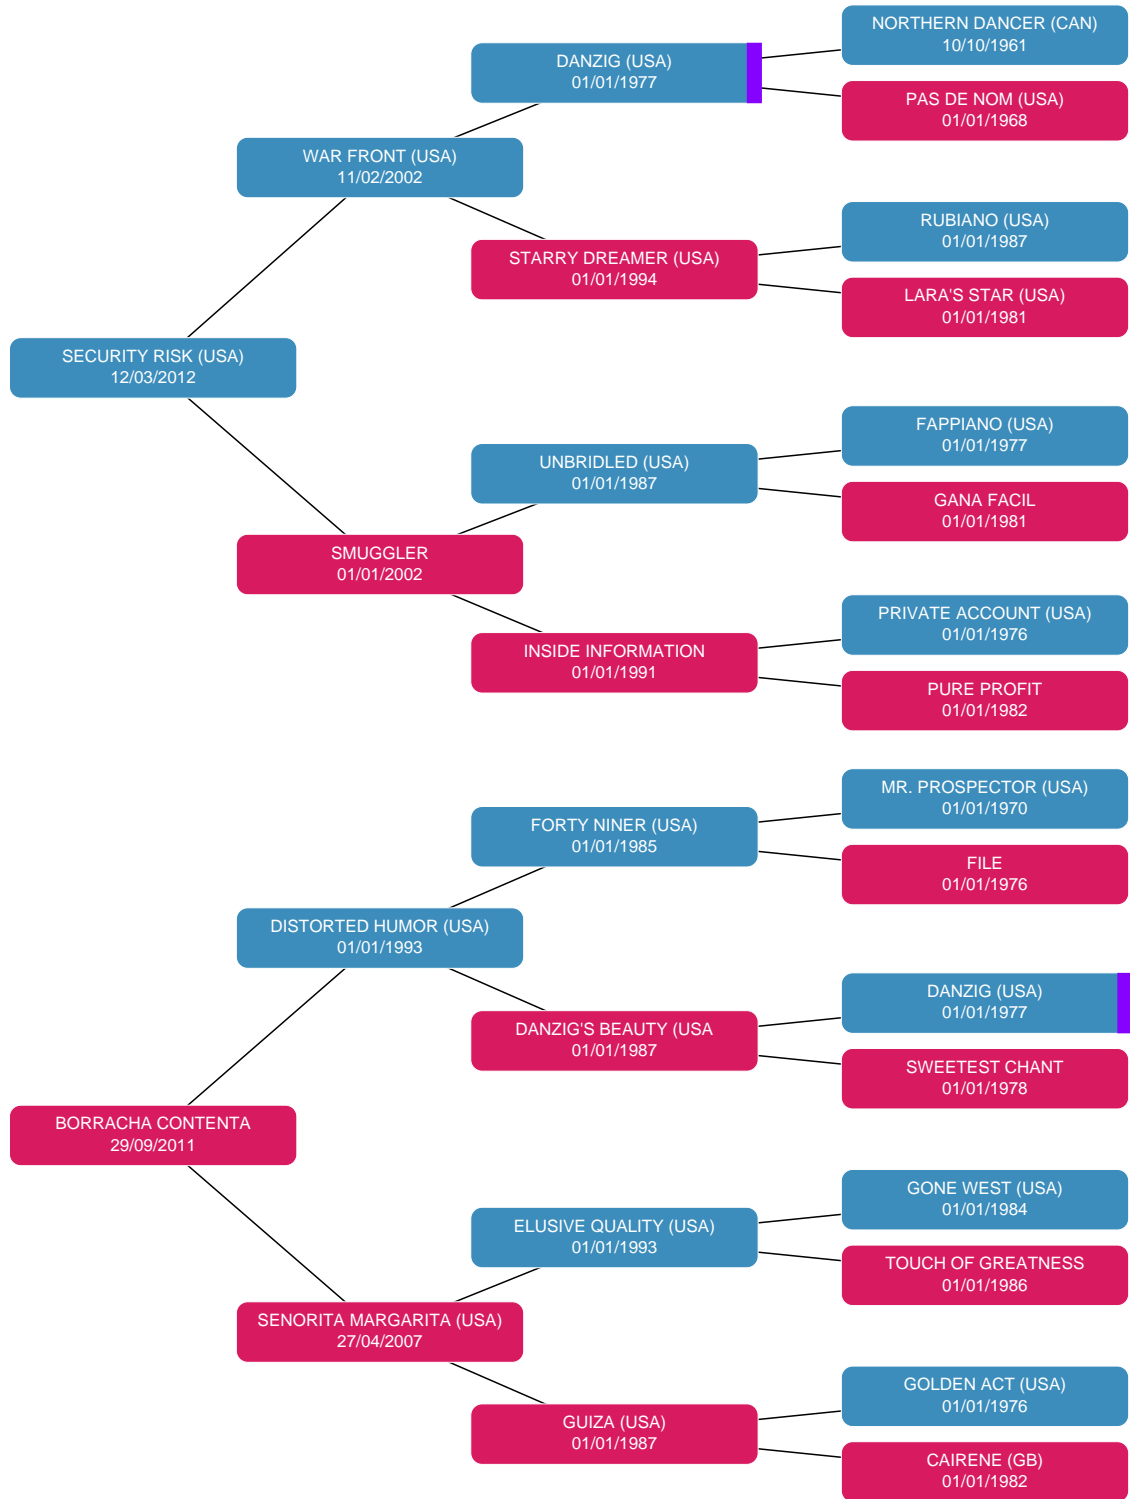 NORTHERN DANCER (CAN)
10/10/1961
DANZIG (USA)
01/01/1977
PAS DE NOM (USA)
01/01/1968
WAR FRONT (USA)
11/02/2002
RUBIANO (USA)
01/01/1987
STARRY DREAMER (USA)
01/01/1994
LARA'S STAR (USA)
01/01/1981
SECURITY RISK (USA)
12/03/2012
FAPPIANO (USA)
01/01/1977
UNBRIDLED (USA)
01/01/1987
GANA FACIL
01/01/1981
SMUGGLER
01/01/2002
PRIVATE ACCOUNT (USA)
01/01/1976
INSIDE INFORMATION
01/01/1991
PURE PROFIT
01/01/1982
MR. PROSPECTOR (USA)
01/01/1970
FORTY NINER (USA)
01/01/1985
FILE
01/01/1976
DISTORTED HUMOR (USA)
01/01/1993
DANZIG (USA)
01/01/1977
DANZIG'S BEAUTY (USA
01/01/1987
SWEETEST CHANT
01/01/1978
BORRACHA CONTENTA
29/09/2011
GONE WEST (USA)
01/01/1984
ELUSIVE QUALITY (USA)
01/01/1993
TOUCH OF GREATNESS
01/01/1986
SENORITA MARGARITA (USA)
27/04/2007
GOLDEN ACT (USA)
01/01/1976
GUIZA (USA)
01/01/1987
CAIRENE (GB)
01/01/1982